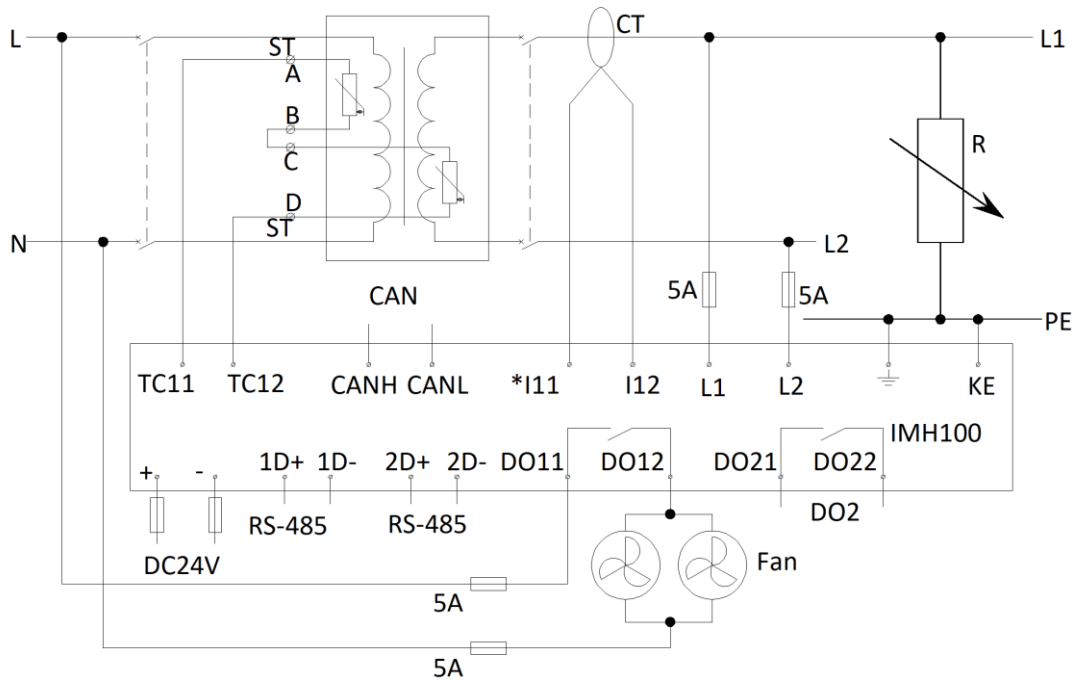 L
ST
CT
L1
A
B
C
R
D
N
ST
L2
CAN
5A
5A
PE
TC11
TC12
CANH
CANL
*I11
I12
L1
L2
KE
IMH100
+
-
1D+
1D-
2D+
2D-
DO11
DO12
DO21
DO22
RS-485
RS-485
DO2
DC24V
Fan
5A
5A